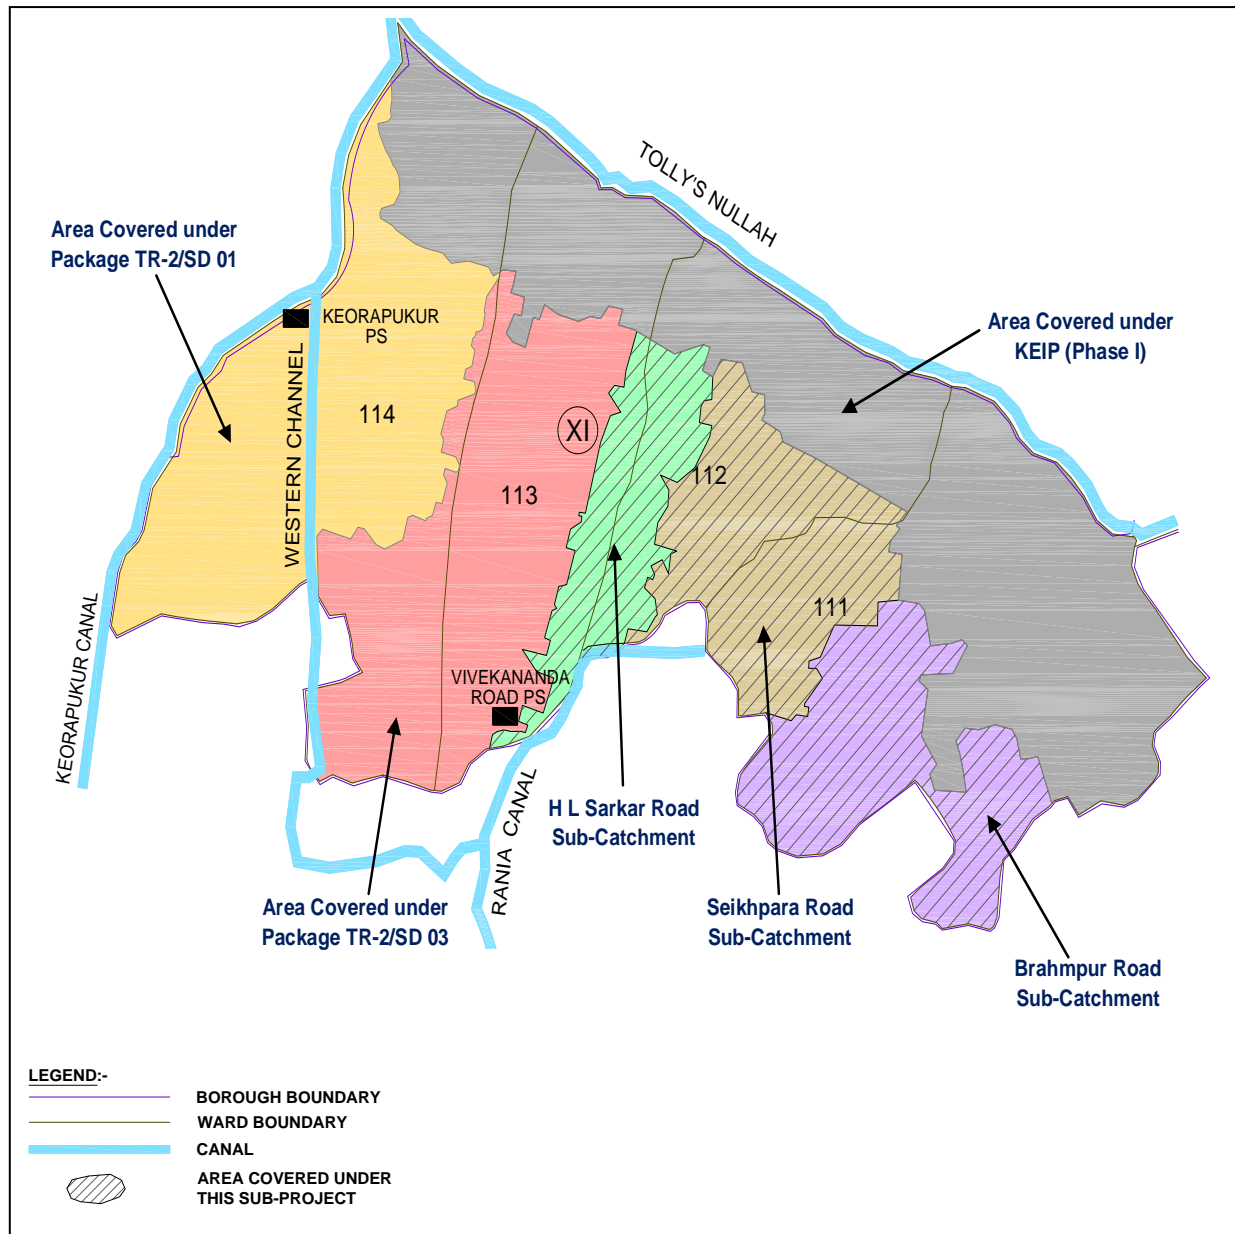 TOLLY'S NULLAH
Area Covered under
Package TR-2/SD 01
KEORAPUKUR
PS
Area Covered under
KEIP (Phase I)
WESTERN CHANNEL
114
XI
113
112
111
KEORAPUKUR CANAL
VIVEKANANDA
ROAD PS
RANIA CANAL
H L Sarkar Road
Sub-Catchment
Area Covered under
Package TR-2/SD 03
Seikhpara Road
Sub-Catchment
Brahmpur Road
Sub-Catchment
LEGEND:-
BOROUGH BOUNDARY
WARD BOUNDARY
CANAL
AREA COVERED UNDER
THIS SUB-PROJECT